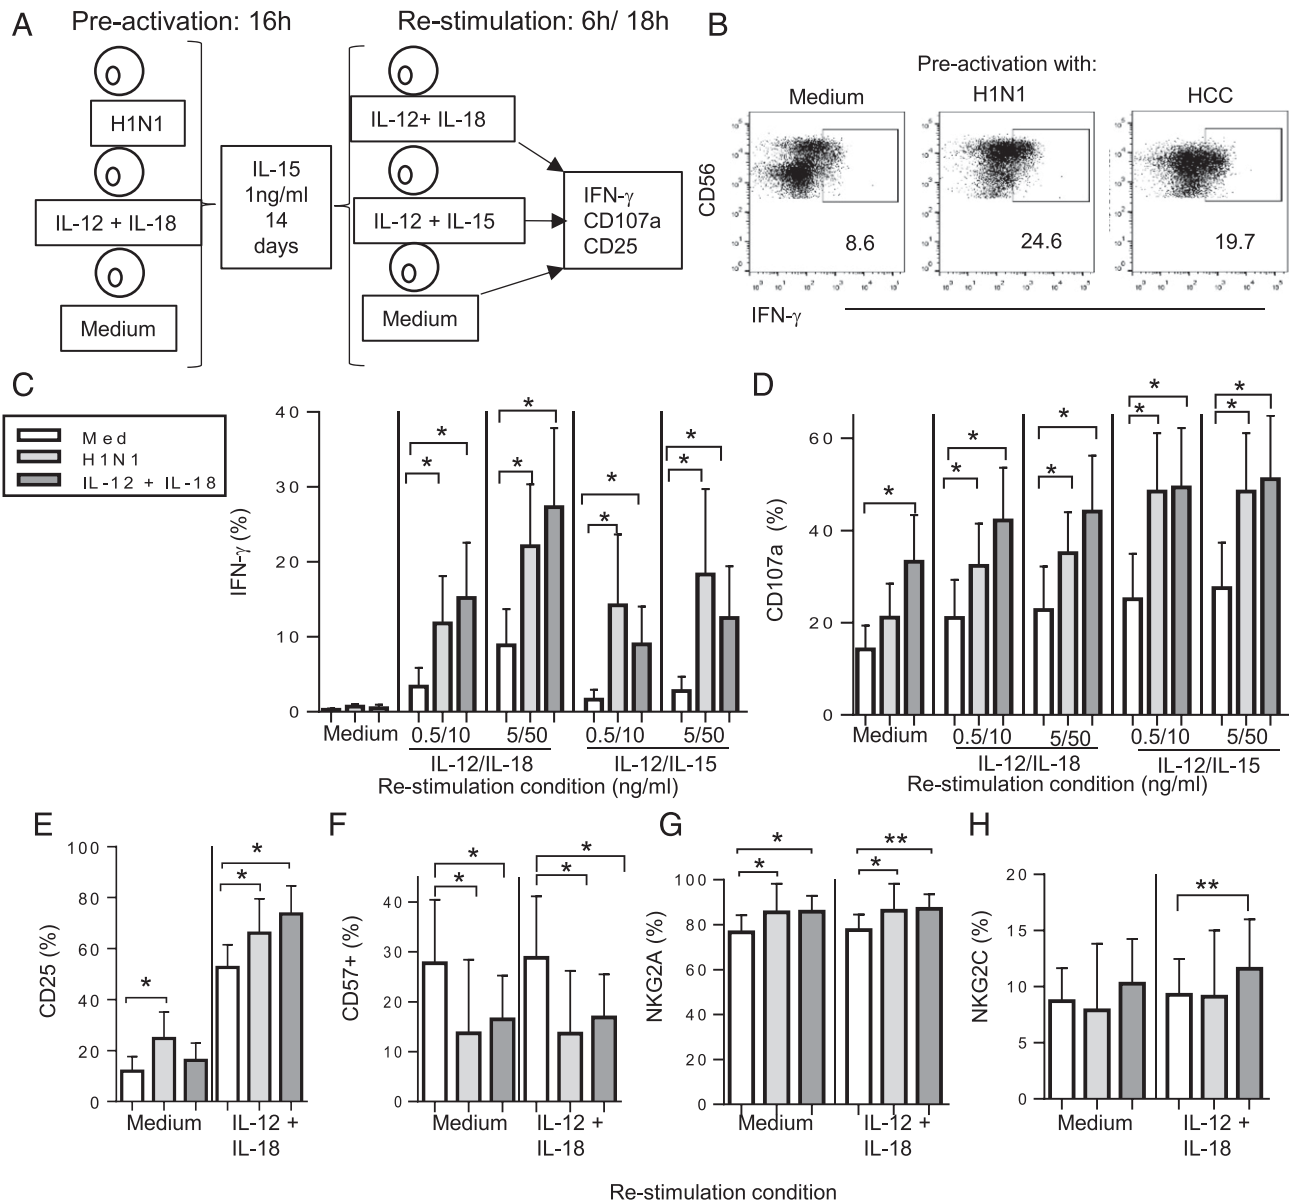 A
Pre-activation: 16h
Re-stimulation: 6h/ 18h
H1N1
IL-12 + IL-18
Medium
IL-15
1ng/ml
14
days
IL-12+ IL-18
IL-12 + IL-15
Medium
IFN-γ
CD107a
CD25
B
Pre-activation with:
Medium
H1N1
HCC
CD56
8.6
24.6
19.7
IFN-γ
C
Med
H1N1
IL-12 + IL-18
IFN-γ (%)
40
30
20
10
0
* * * * * * * *
Medium
0.5/10
5/50
0.5/10
5/50
IL-12/IL-18
IL-12/IL-15
Re-stimulation condition (ng/ml)
D
CD107a (%)
60
40
20
0
* * * * * * * * *
Medium
0.5/10
5/50
0.5/10
5/50
IL-12/IL-18
IL-12/IL-15
Re-stimulation condition (ng/ml)
E
CD25 (%)
100
80
60
40
20
0
* * *
Medium
IL-12 +
IL-18
F
CD57+ (%)
40
30
20
10
0
* * * *
Medium
IL-12 +
IL-18
G
NKG2A (%)
100
80
60
40
20
0
* * * **
Medium
IL-12 +
IL-18
H
NKG2C (%)
20
15
10
5
0
**
Medium
IL-12 +
IL-18
Re-stimulation condition